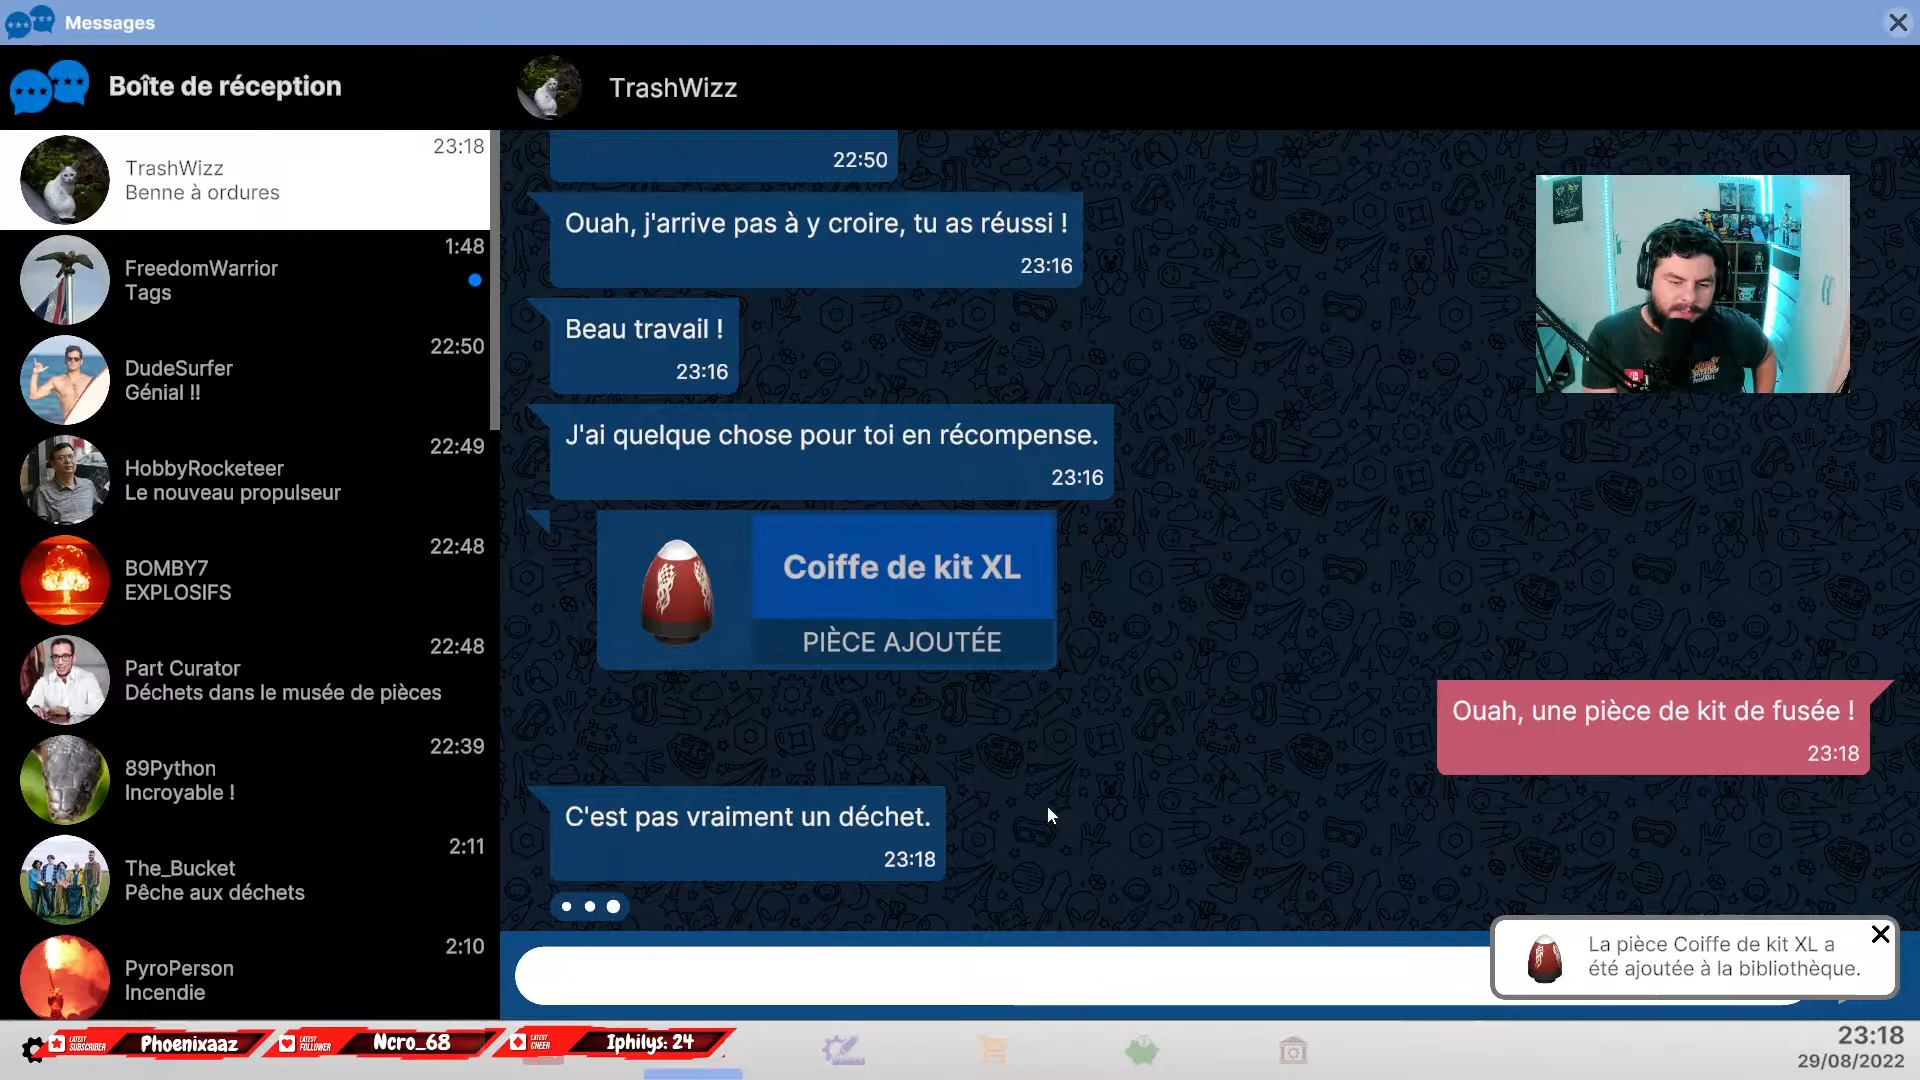 Messages
Boîte de réception
TrashWizz
23:18
TrashWizz
Benne à ordures
1:48
FreedomWarrior
Tags
22:50
DudeSurfer
Génial !!
22:49
HobbyRocketeer
Le nouveau propulseur
22:48
BOMBY7
EXPLOSIFS
22:48
Part Curator
Déchets dans le musée de pièces
22:39
89Python
Incroyable !
2:11
The_Bucket
Pêche aux déchets
2:10
PyroPerson
Incendie
22:50
Ouah, j'arrive pas à y croire, tu as réussi !
23:16
Beau travail !
23:16
J'ai quelque chose pour toi en récompense.
23:16
Coiffe de kit XL
PIÈCE AJOUTÉE
Ouah, une pièce de kit de fusée !
23:18
C'est pas vraiment un déchet.
23:18
La pièce Coiffe de kit XL a
été ajoutée à la bibliothèque.
LATEST
SUBSCRIBER
Phoenixaaz
LATEST
FOLLOWER
Ncro_68
LATEST
CHEER
Iphilys: 24
23:18
29/08/2022